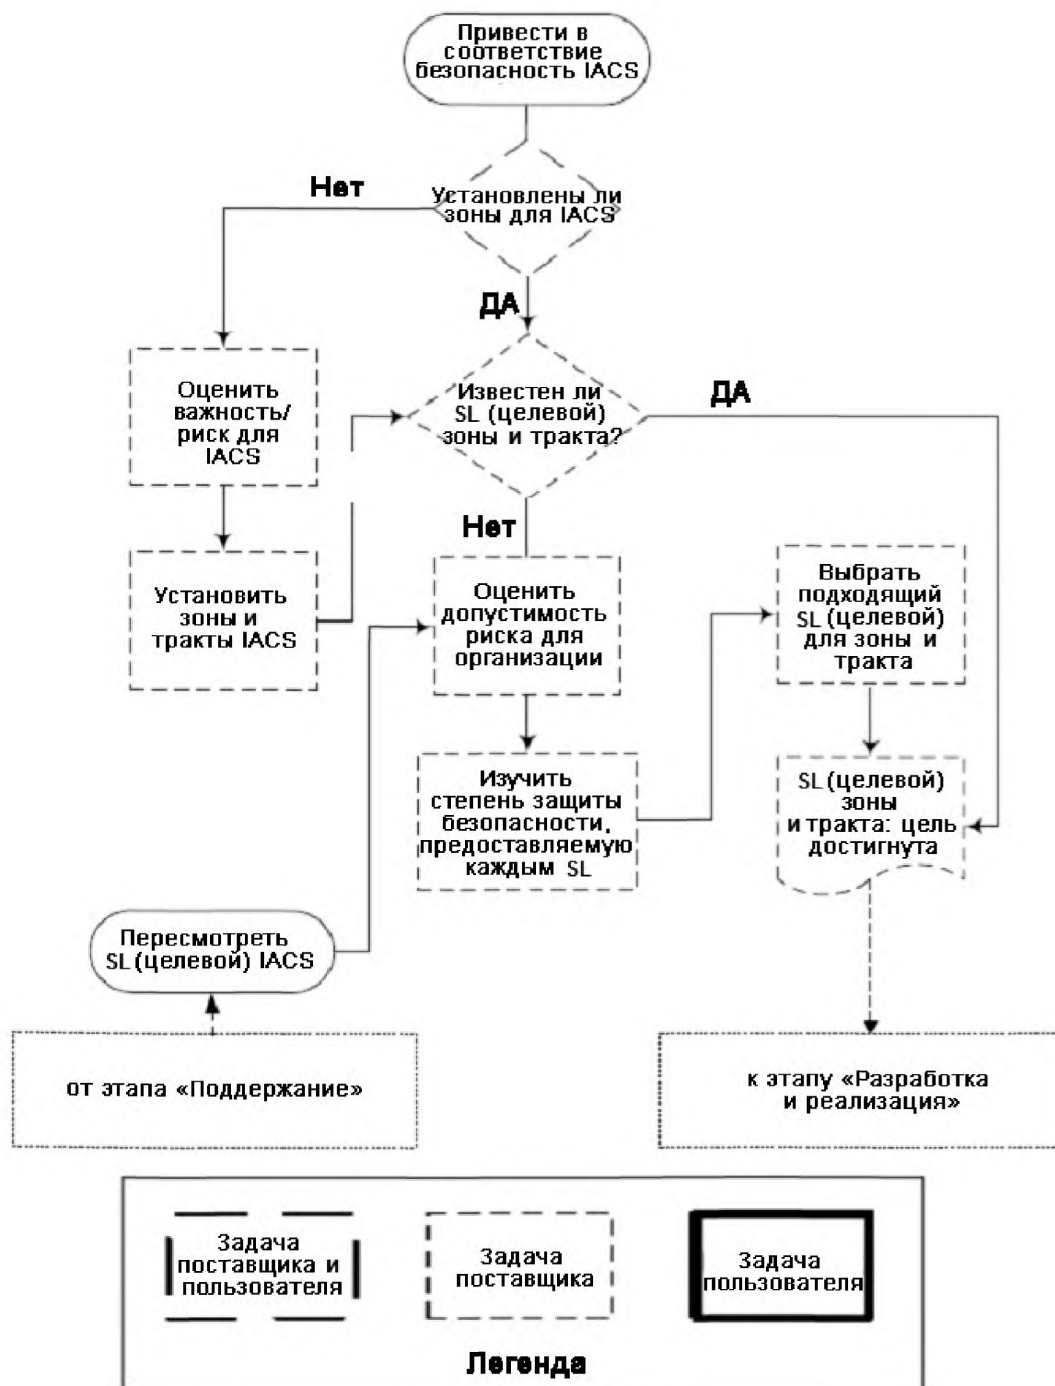 Привести в
соответствие
безопасность IACS
Нет
Установлены ли
зоны для IACS
ДА
Оценить
важность/
риск для
IACS
Известен ли
SL (целевой)
зоны и тракта?
ДА
Нет
Установить
зоны и
тракты IACS
Оценить
допустимость
риска для
организации
Выбрать
подходящий
SL (целевой)
для зоны и
тракта
Изучить
степень защиты
безопасности,
предоставляемую
каждым SL
SL (целевой)
зоны
и тракта: цель
достигнута
Пересмотреть
SL (целевой) IACS
от этапа «Поддержание»
к этапу «Разработка
и реализация»
Задача
поставщика и
пользователя
Задача
поставщика
Задача
пользователя
Легенда